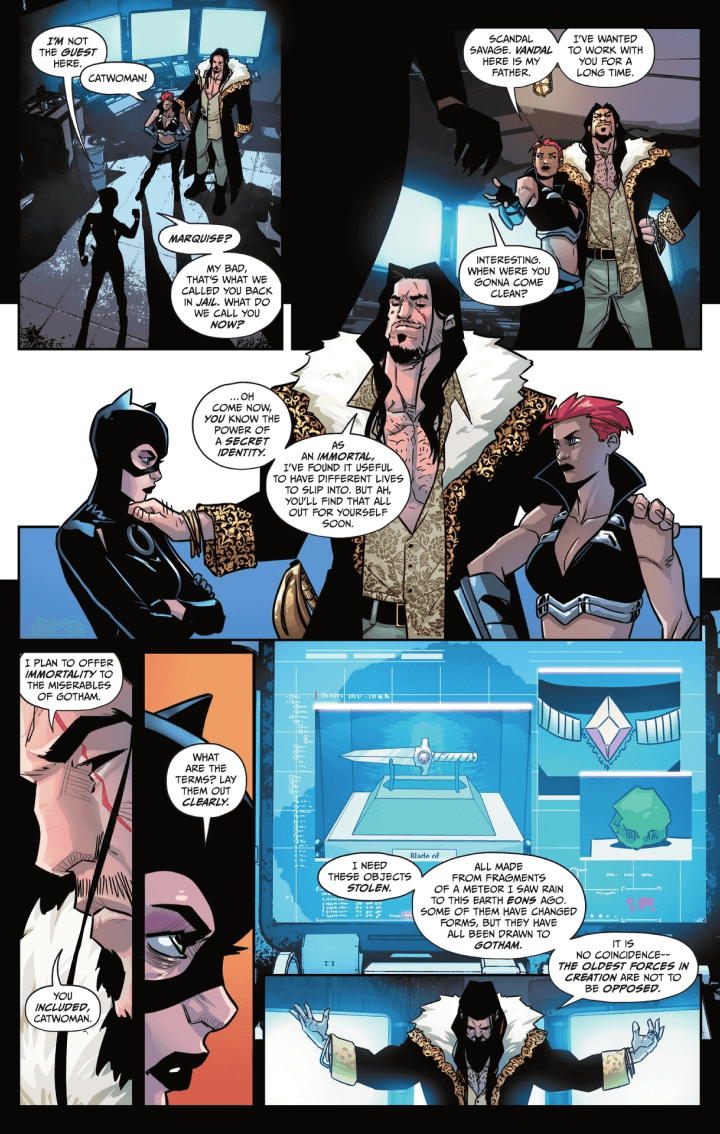 I'M NOT
THE GUEST
HERE.
CATWOMAN!
MARQUISE?
MY BAD,
THAT'S WHAT WE
CALLED YOU BACK
IN JAIL. WHAT DO
WE CALL YOU
NOW?
SCANDAL
SAVAGE. VANDAL
HERE IS MY
FATHER.
I'VE WANTED
TO WORK WITH
YOU FOR A
LONG TIME.
INTERESTING.
WHEN WERE YOU
GONNA COME
CLEAN?
...OH
COME NOW,
YOU KNOW THE
POWER OF
A SECRET
IDENTITY.
AS
AN IMMORTAL,
I'VE FOUND IT USEFUL
TO HAVE DIFFERENT LIVES
TO SLIP INTO. BUT AH,
YOU'LL FIND THAT ALL
OUT FOR YOURSELF
SOON.
I PLAN TO OFFER
IMMORTALITY TO
THE MISERABLES
OF GOTHAM.
YOU
INCLUDED,
CATWOMAN.
WHAT
ARE THE
TERMS? LAY
THEM OUT
CLEARLY.
Blade of
I NEED
THESE OBJECTS
STOLEN.
ALL MADE
FROM FRAGMENTS
OF A METEOR I SAW RAIN
TO THIS EARTH EONS AGO.
SOME OF THEM HAVE CHANGED
FORMS, BUT THEY HAVE
ALL BEEN DRAWN TO
GOTHAM.
IT IS
NO COINCIDENCE--
THE OLDEST FORCES IN
CREATION ARE NOT TO
BE OPPOSED.